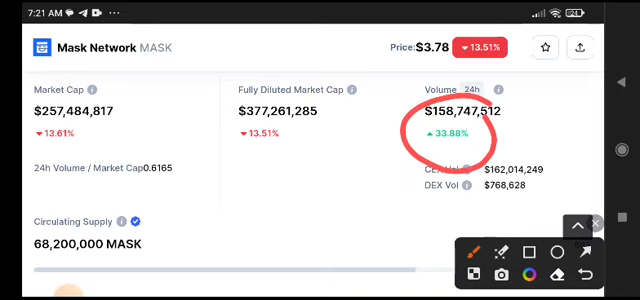 7:21 AM
24
Mask Network MASK
Price:$3.78 13.51%
Market Cap
$257,484,817
13.61%
24h Volume / Market Cap0.6165
Fully Diluted Market Cap
$377,261,285
13.51%
Volume 24h
$158,747,512
33.88%
CEX Vol $162,014,249
DEX Vol $768,628
Circulating Supply
68,200,000 MASK